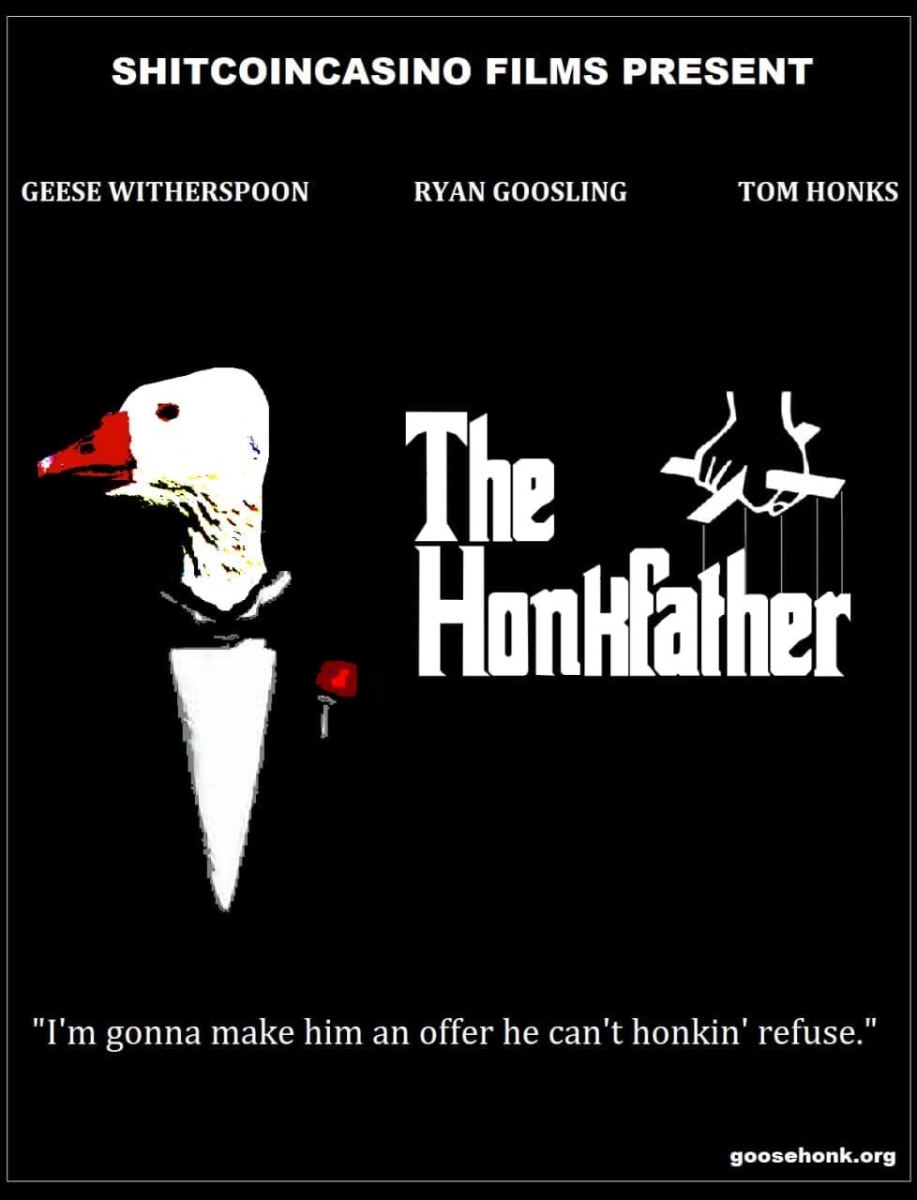 SHITCOINCASINO FILMS PRESENT
GEESE WITHERSPOON RYAN GOOSLING TOM HONKS
The
Honkfather
"I'm gonna make him an offer he can't honkin' refuse."
goosehonk.org